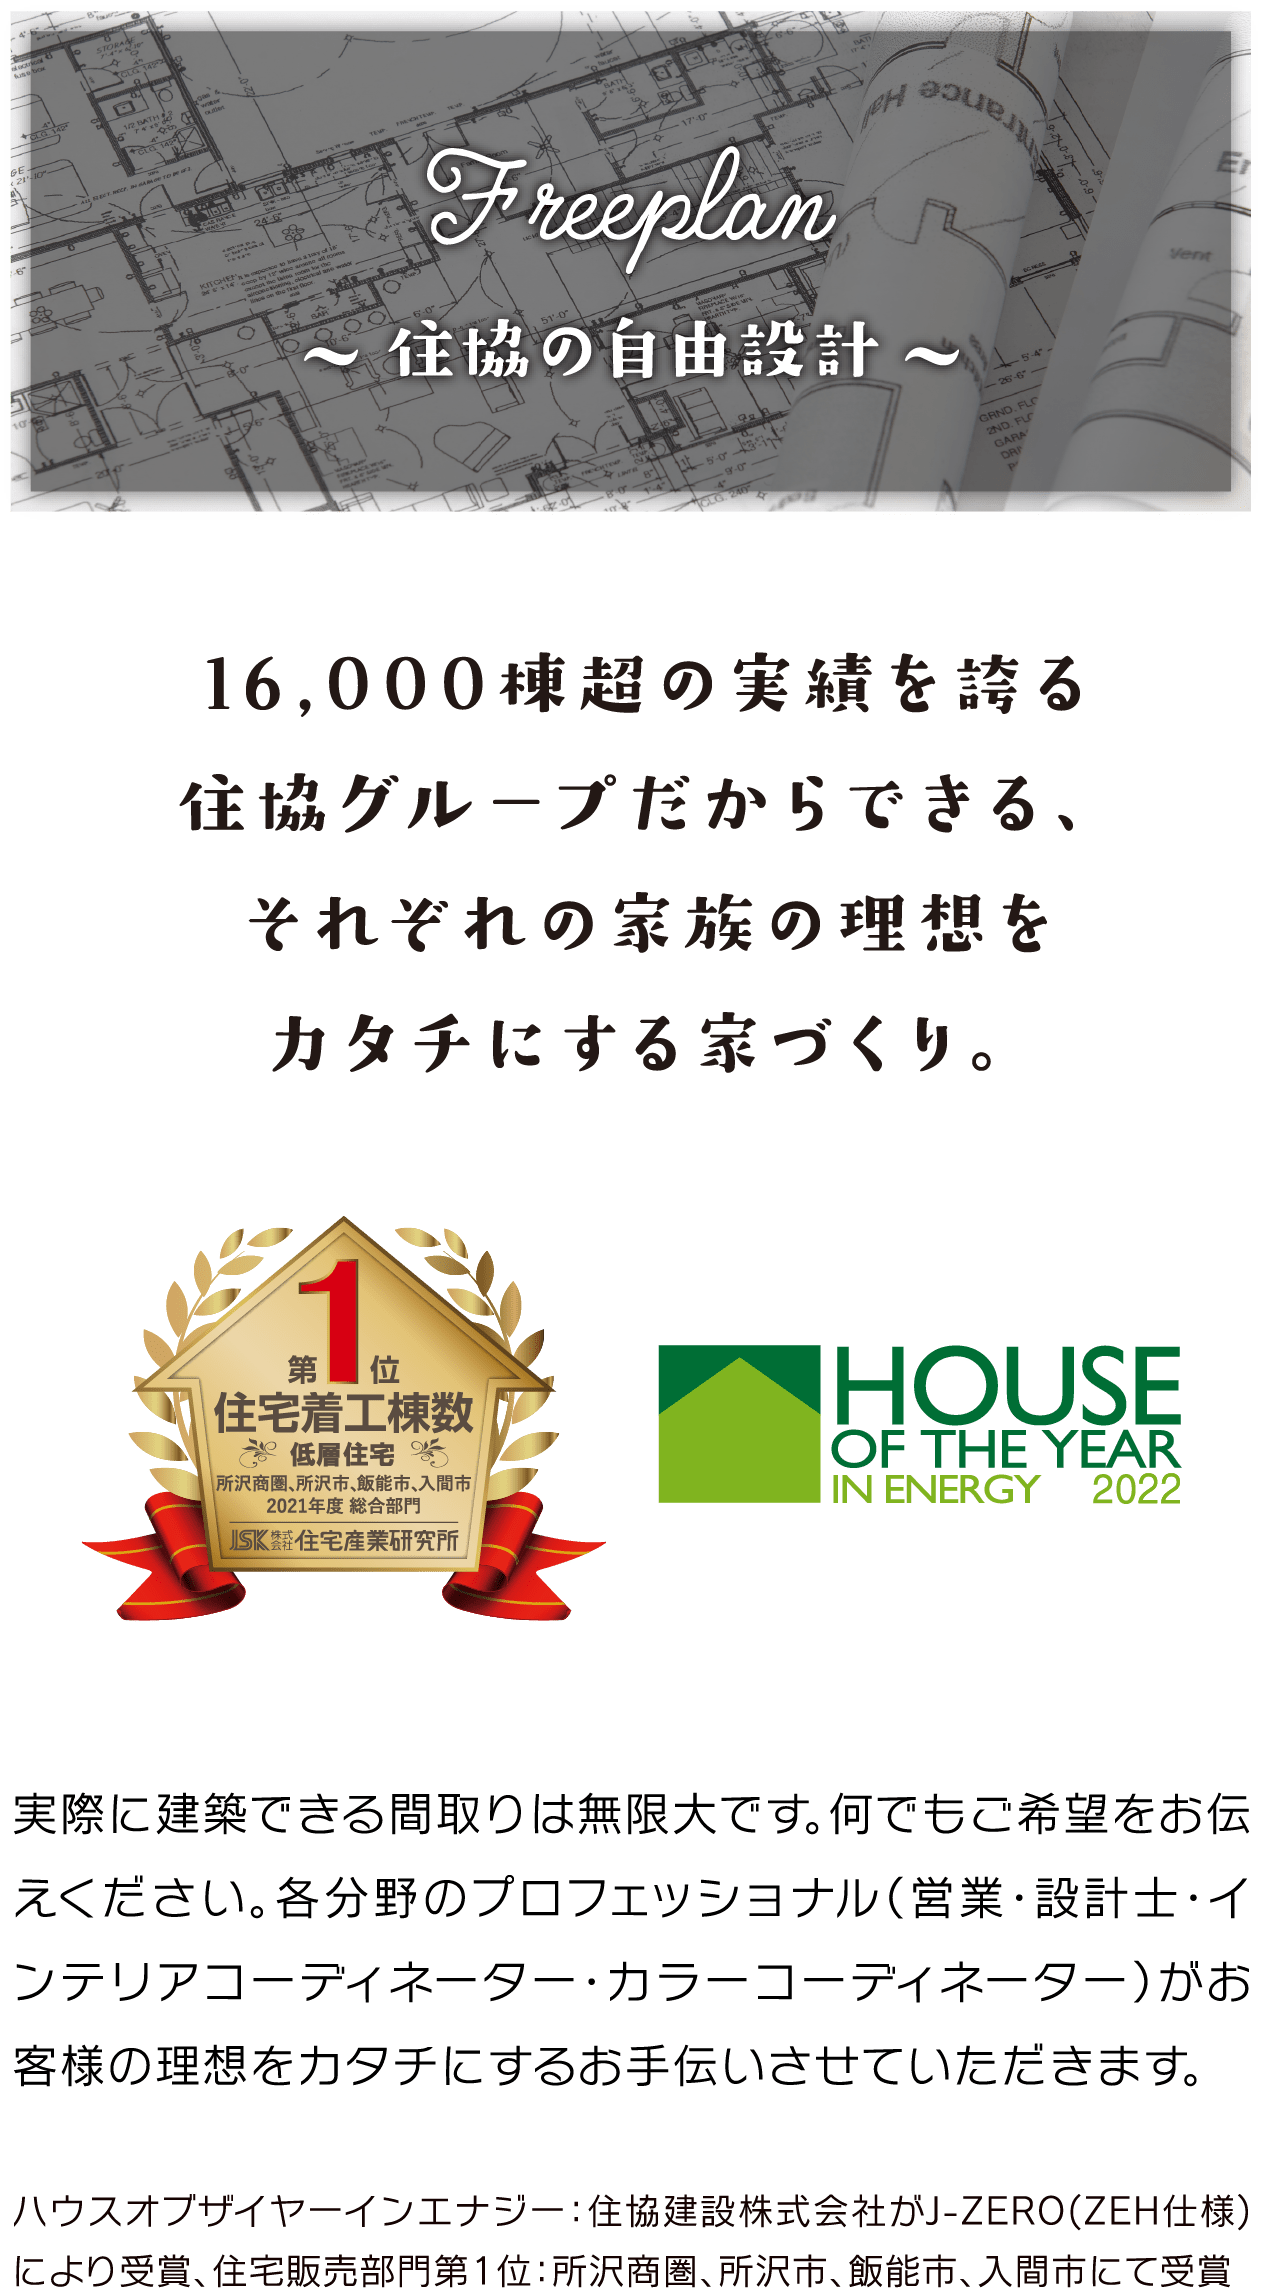 Freeplan
～ 住協の自由設計 ～
16,000棟超の実績を誇る
住協グループだからできる、
それぞれの家族の理想を
カタチにする家づくり。
第1位
住宅着工棟数
低層住宅
所沢商圏、所沢市、飯能市、入間市
2021年度 総合部門
JSK 株式会社 住宅産業研究所
HOUSE
OF THE YEAR
IN ENERGY 2022
実際に建築できる間取りは無限大です。何でもご希望をお伝
えください。各分野のプロフェッショナル（営業・設計士・イ
ンテリアコーディネーター・カラーコーディネーター）がお
客様の理想をカタチにするお手伝いさせていただきます。
ハウスオブザイヤーインエナジー：住協建設株式会社がJ-ZERO(ZEH仕様)
により受賞、住宅販売部門第1位：所沢商圏、所沢市、飯能市、入間市にて受賞